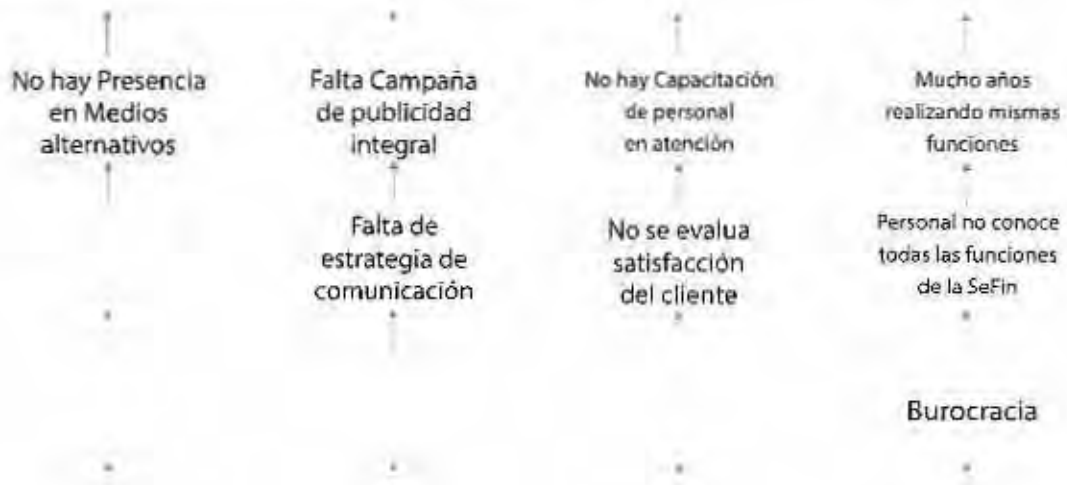 No hay Presencia
en Medios
alternativos
Falta Campaña
de publicidad
integral
No hay Capacitación
de personal
en atención
Mucho años
realizando mismas
funciones
Falta de
estrategia de
comunicación
No se evalua
satisfacción
del cliente
Personal no conoce
todas las funciones
de la SeFin
Burocracia